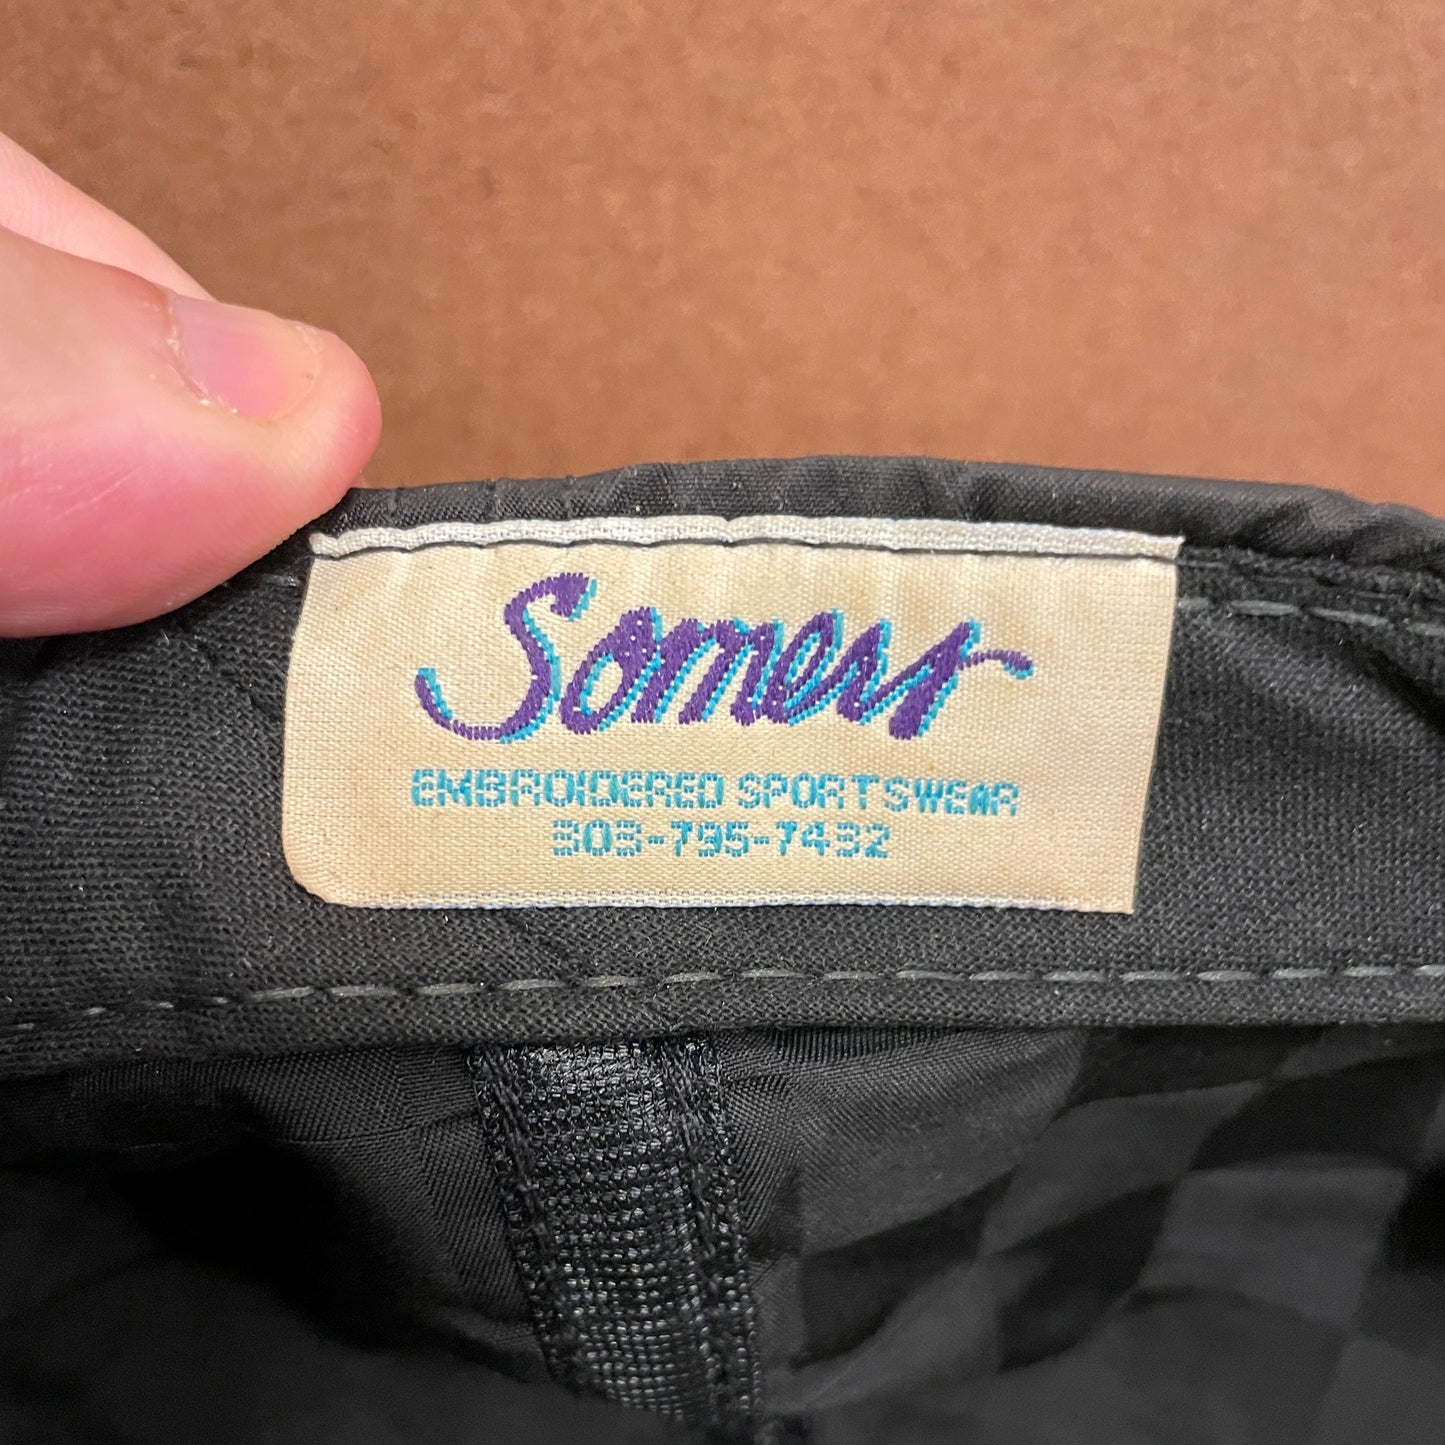 Somers
EMBROIDERED SPORTSWEAR
303-795-7432